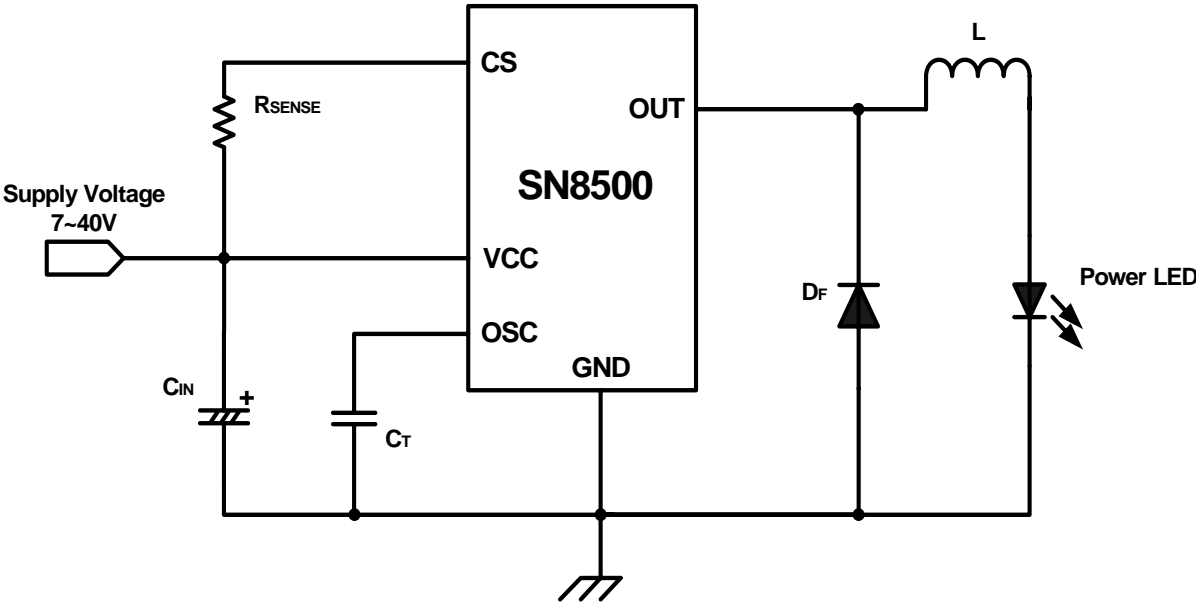 L
CS
RSENSE
OUT
SN8500
Supply Voltage
7~40V
VCC
Power LED
DF
OSC
GND
CIN
+
CT